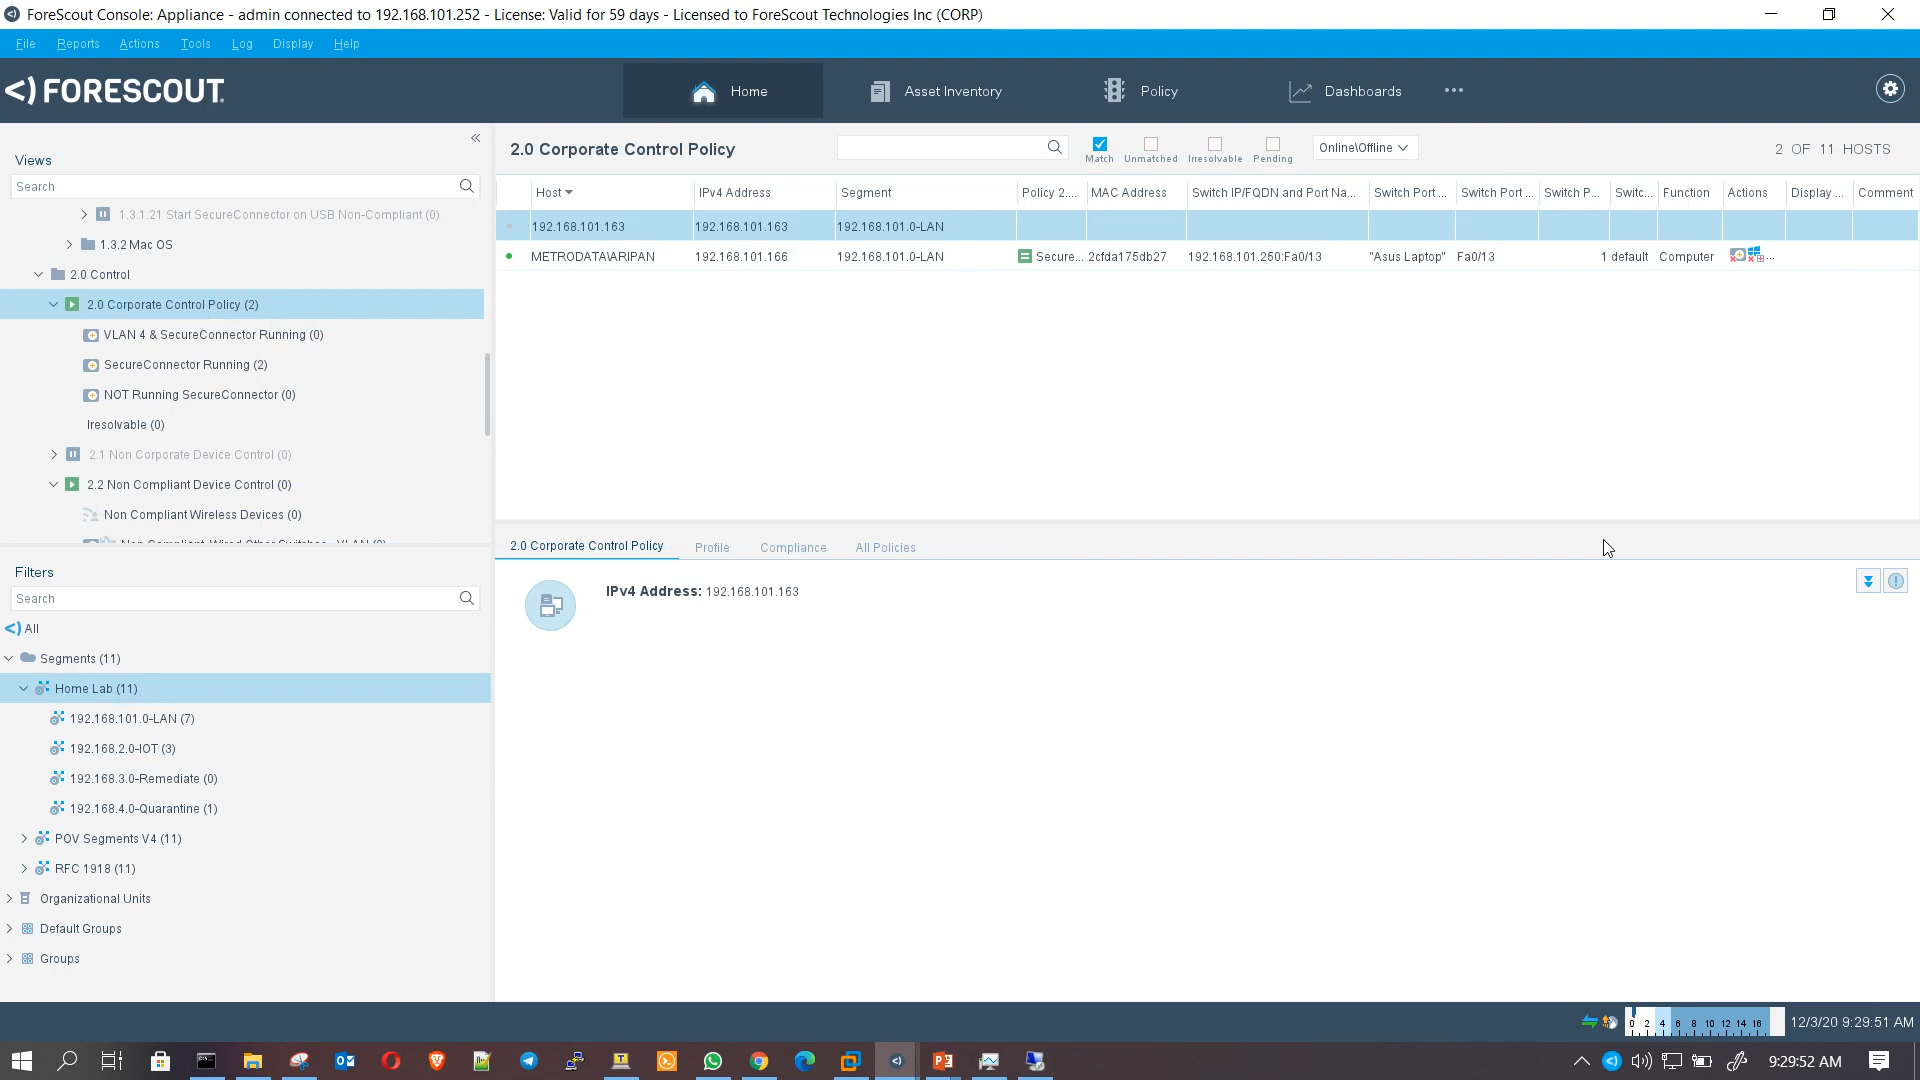 ForeScout Console: Appliance - admin connected to 192.168.101.252 - License: Valid for 59 days - Licensed to ForeScout Technologies Inc (CORP)
File Reports Actions Tools Log Display Help
<) FORESCOUT. Home Asset Inventory Policy Dashboards •••
Views
Search
1.3.1.21 Start SecureConnector on USB Non-Compliant (0)
1.3.2 Mac OS
2.0 Control
2.0 Corporate Control Policy (2)
VLAN 4 & SecureConnector Running (0)
SecureConnector Running (2)
NOT Running SecureConnector (0)
Iresolvable (0)
2.1 Non Corporate Device Control (0)
2.2 Non Compliant Device Control (0)
Non Compliant Wireless Devices (0)
Filters
Search
All
Segments (11)
Home Lab (11)
192.168.101.0-LAN (7)
192.168.2.0-IOT (3)
192.168.3.0-Remediate (0)
192.168.4.0-Quarantine (1)
POV Segments V4 (11)
RFC 1918 (11)
Organizational Units
Default Groups
Groups
2.0 Corporate Control Policy Match Unmatched Irresolvable Pending Online\Offline 2 OF 11 HOSTS
Host IPv4 Address Segment Policy 2.... MAC Address Switch IP/FQDN and Port Na... Switch Port ... Switch Port ... Switch P... Switc... Function Actions Display ... Comment
192.168.101.163 192.168.101.163 192.168.101.0-LAN
METRODATA\ARIPAN 192.168.101.166 192.168.101.0-LAN Secure... 2cfda175db27 192.168.101.250:Fa0/13 "Asus Laptop" Fa0/13 1 default Computer ...
2.0 Corporate Control Policy Profile Compliance All Policies
IPv4 Address: 192.168.101.163
0 2 4 6 8 10 12 14 16 12/3/20 9:29:51 AM
9:29:52 AM